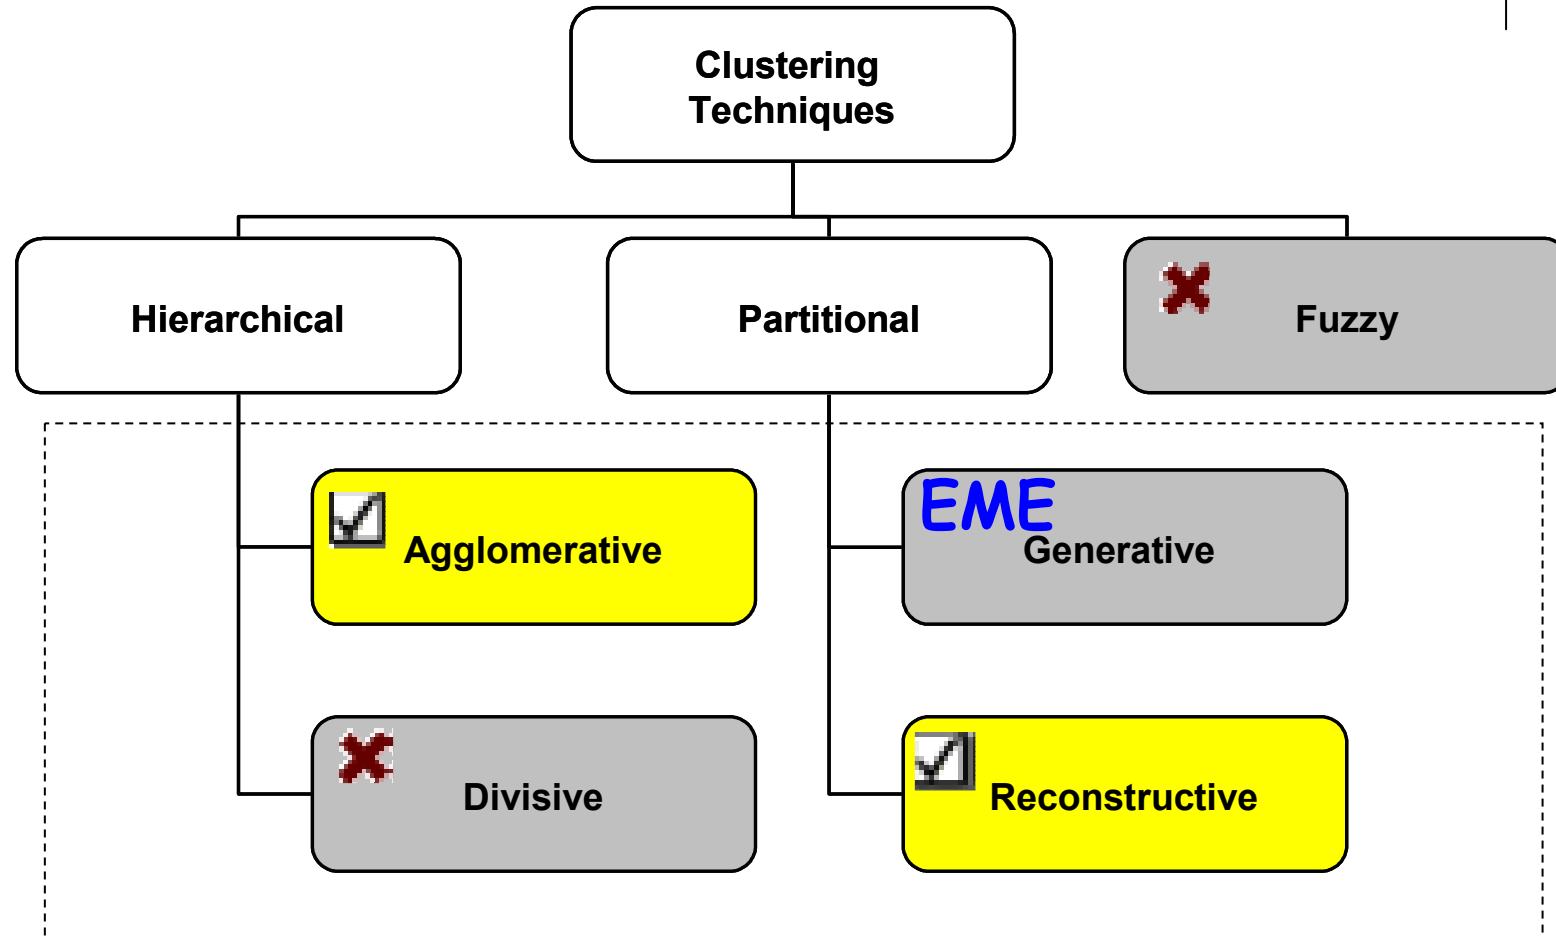 Clustering
Techniques
Hierarchical
Partitional
Fuzzy
Agglomerative
EME
Generative
Divisive
Reconstructive